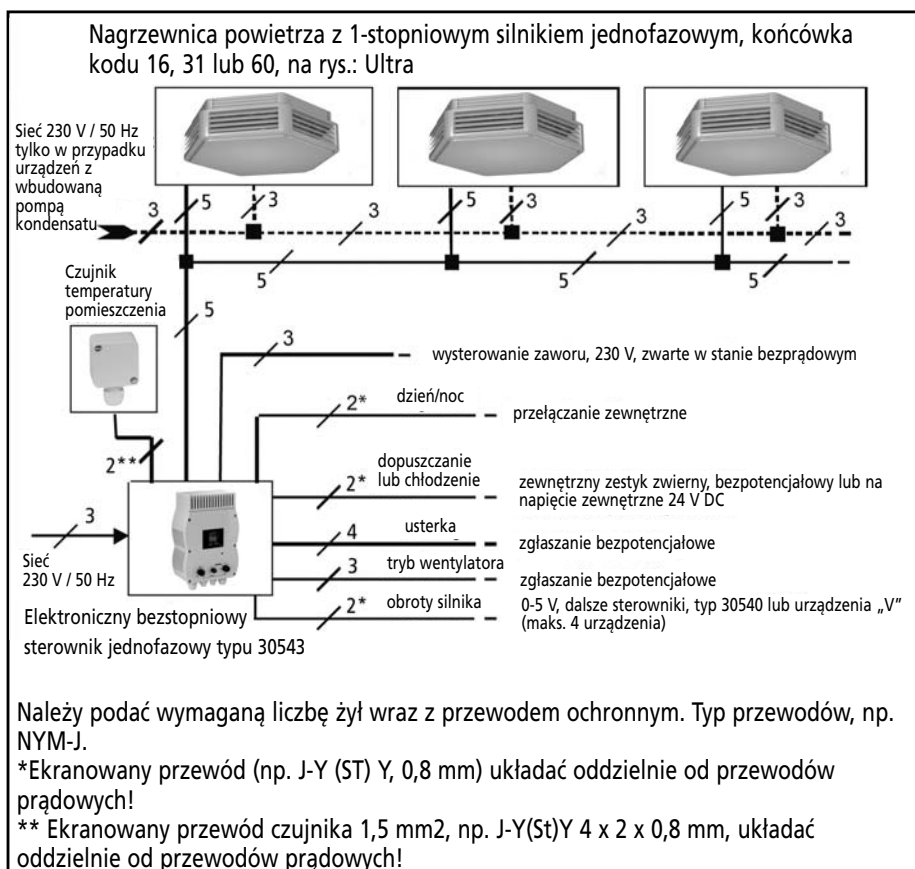 Nagrzewnica powietrza z 1-stopniowym silnikiem jednofazowym, końcówka
kodu 16, 31 lub 60, na rys.: Ultra
Sieć 230 V / 50 Hz
tylko w przypadku
urządzeń z
wbudowaną
pompą
kondensatu
3
5
3
3
5
3
3
5
3
3
5
5
5
Czujnik
temperatury
pomieszczenia
5
3
wysterowanie zaworu, 230 V, zwarte w stanie bezprądowym
2*
dzień/noc
przełączanie zewnętrzne
2**
dopuszczanie
lub chłodzenie
2*
zewnętrzny zestyk zwierny, bezpotencjałowy lub na
napięcie zewnętrzne 24 V DC
3
Sieć
230 V / 50 Hz
4
usterka
zgłaszanie bezpotencjałowe
3
tryb wentylatora
zgłaszanie bezpotencjałowe
2*
obroty silnika
0-5 V, dalsze sterowniki, typ 30540 lub urządzenia „V”
(maks. 4 urządzenia)
Elektroniczny bezstopniowy
sterownik jednofazowy typu 30543
Należy podać wymaganą liczbę żył wraz z przewodem ochronnym. Typ przewodów, np.
NYM-J.
*Ekranowany przewód (np. J-Y (ST) Y, 0,8 mm) układać oddzielnie od przewodów
prądowych!
** Ekranowany przewód czujnika 1,5 mm2, np. J-Y(St)Y 4 x 2 x 0,8 mm, układać
oddzielnie od przewodów prądowych!